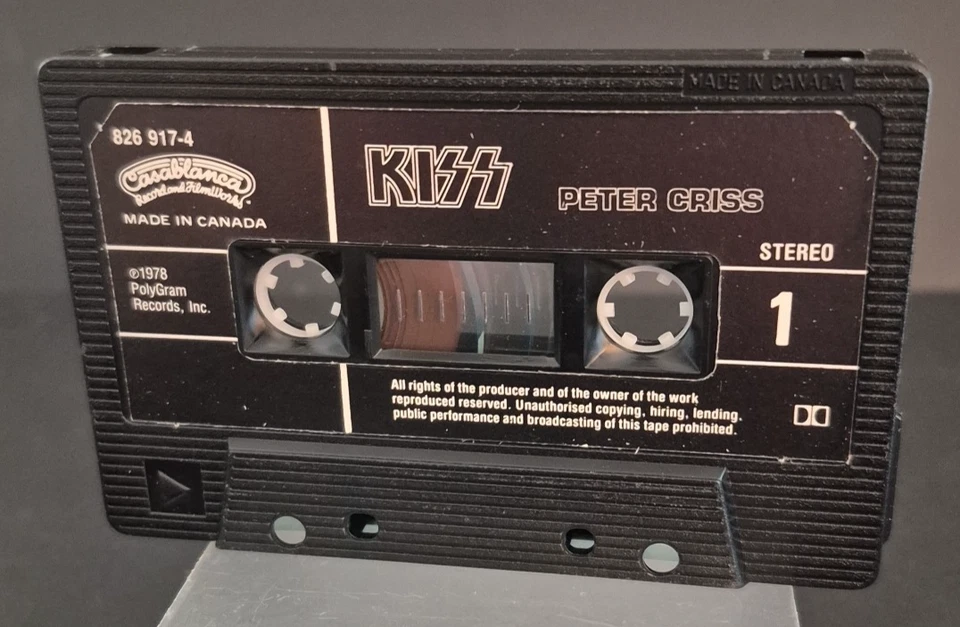 MADE IN CANADA
826 917-4
Casablanca
Record and FilmWorks
MADE IN CANADA
KISS
PETER CRISS
STEREO
℗1978
PolyGram
Records, Inc.
1
All rights of the producer and of the owner of the work
reproduced reserved. Unauthorised copying, hiring, lending,
public performance and broadcasting of this tape prohibited.